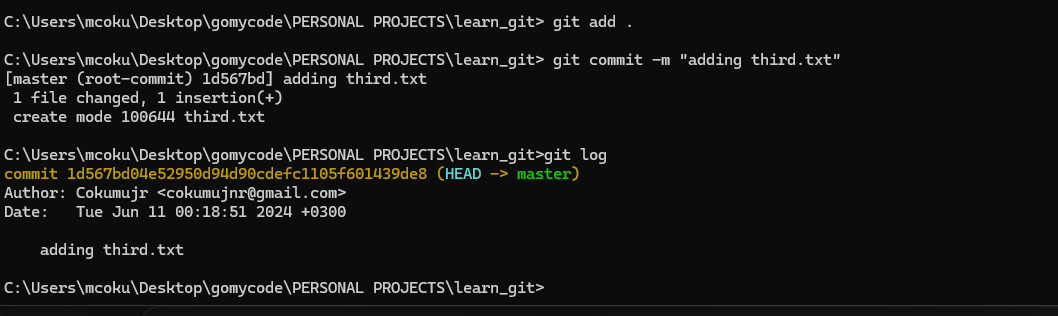 C:\Users\mcoku\Desktop\gomycode\PERSONAL PROJECTS\learn_git> git add .
C:\Users\mcoku\Desktop\gomycode\PERSONAL PROJECTS\learn_git> git commit -m "adding third.txt"
[master (root-commit) 1d567bd] adding third.txt
 1 file changed, 1 insertion(+)
 create mode 100644 third.txt
C:\Users\mcoku\Desktop\gomycode\PERSONAL PROJECTS\learn_git>git log
commit 1d567bd04e52950d94d90cdefc1105f601439de8 (HEAD -> master)
Author: Cokumujr <cokumujnr@gmail.com>
Date:   Tue Jun 11 00:18:51 2024 +0300
    adding third.txt
C:\Users\mcoku\Desktop\gomycode\PERSONAL PROJECTS\learn_git>